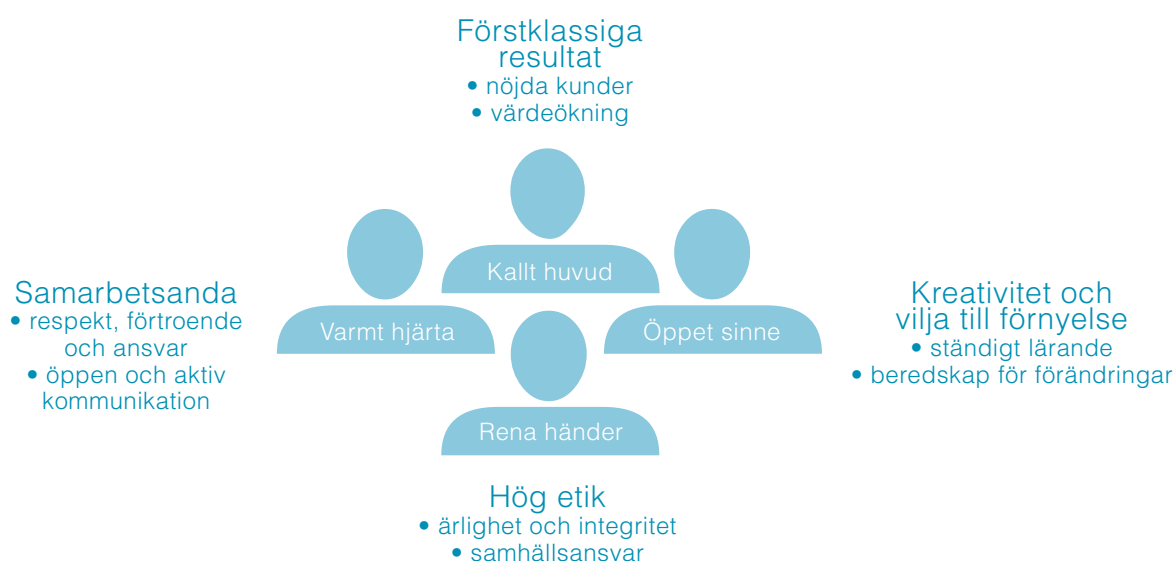 Förstklassiga
resultat
• nöjda kunder
• värdeökning
Kallt huvud
Samarbetsanda
• respekt, förtroende
och ansvar
• öppen och aktiv
kommunikation
Varmt hjärta
Öppet sinne
Kreativitet och
vilja till förnyelse
• ständigt lärande
• beredskap för förändringar
Rena händer
Hög etik
• ärlighet och integritet
• samhällsansvar